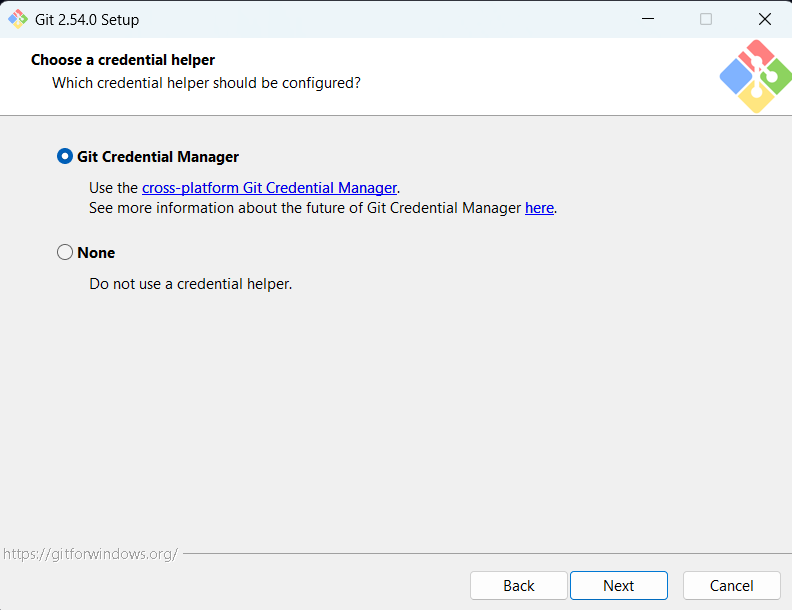 Git 2.54.0 Setup
Choose a credential helper
Which credential helper should be configured?
Git Credential Manager
Use the cross-platform Git Credential Manager.
See more information about the future of Git Credential Manager here.
None
Do not use a credential helper.
https://gitforwindows.org/
Back Next Cancel